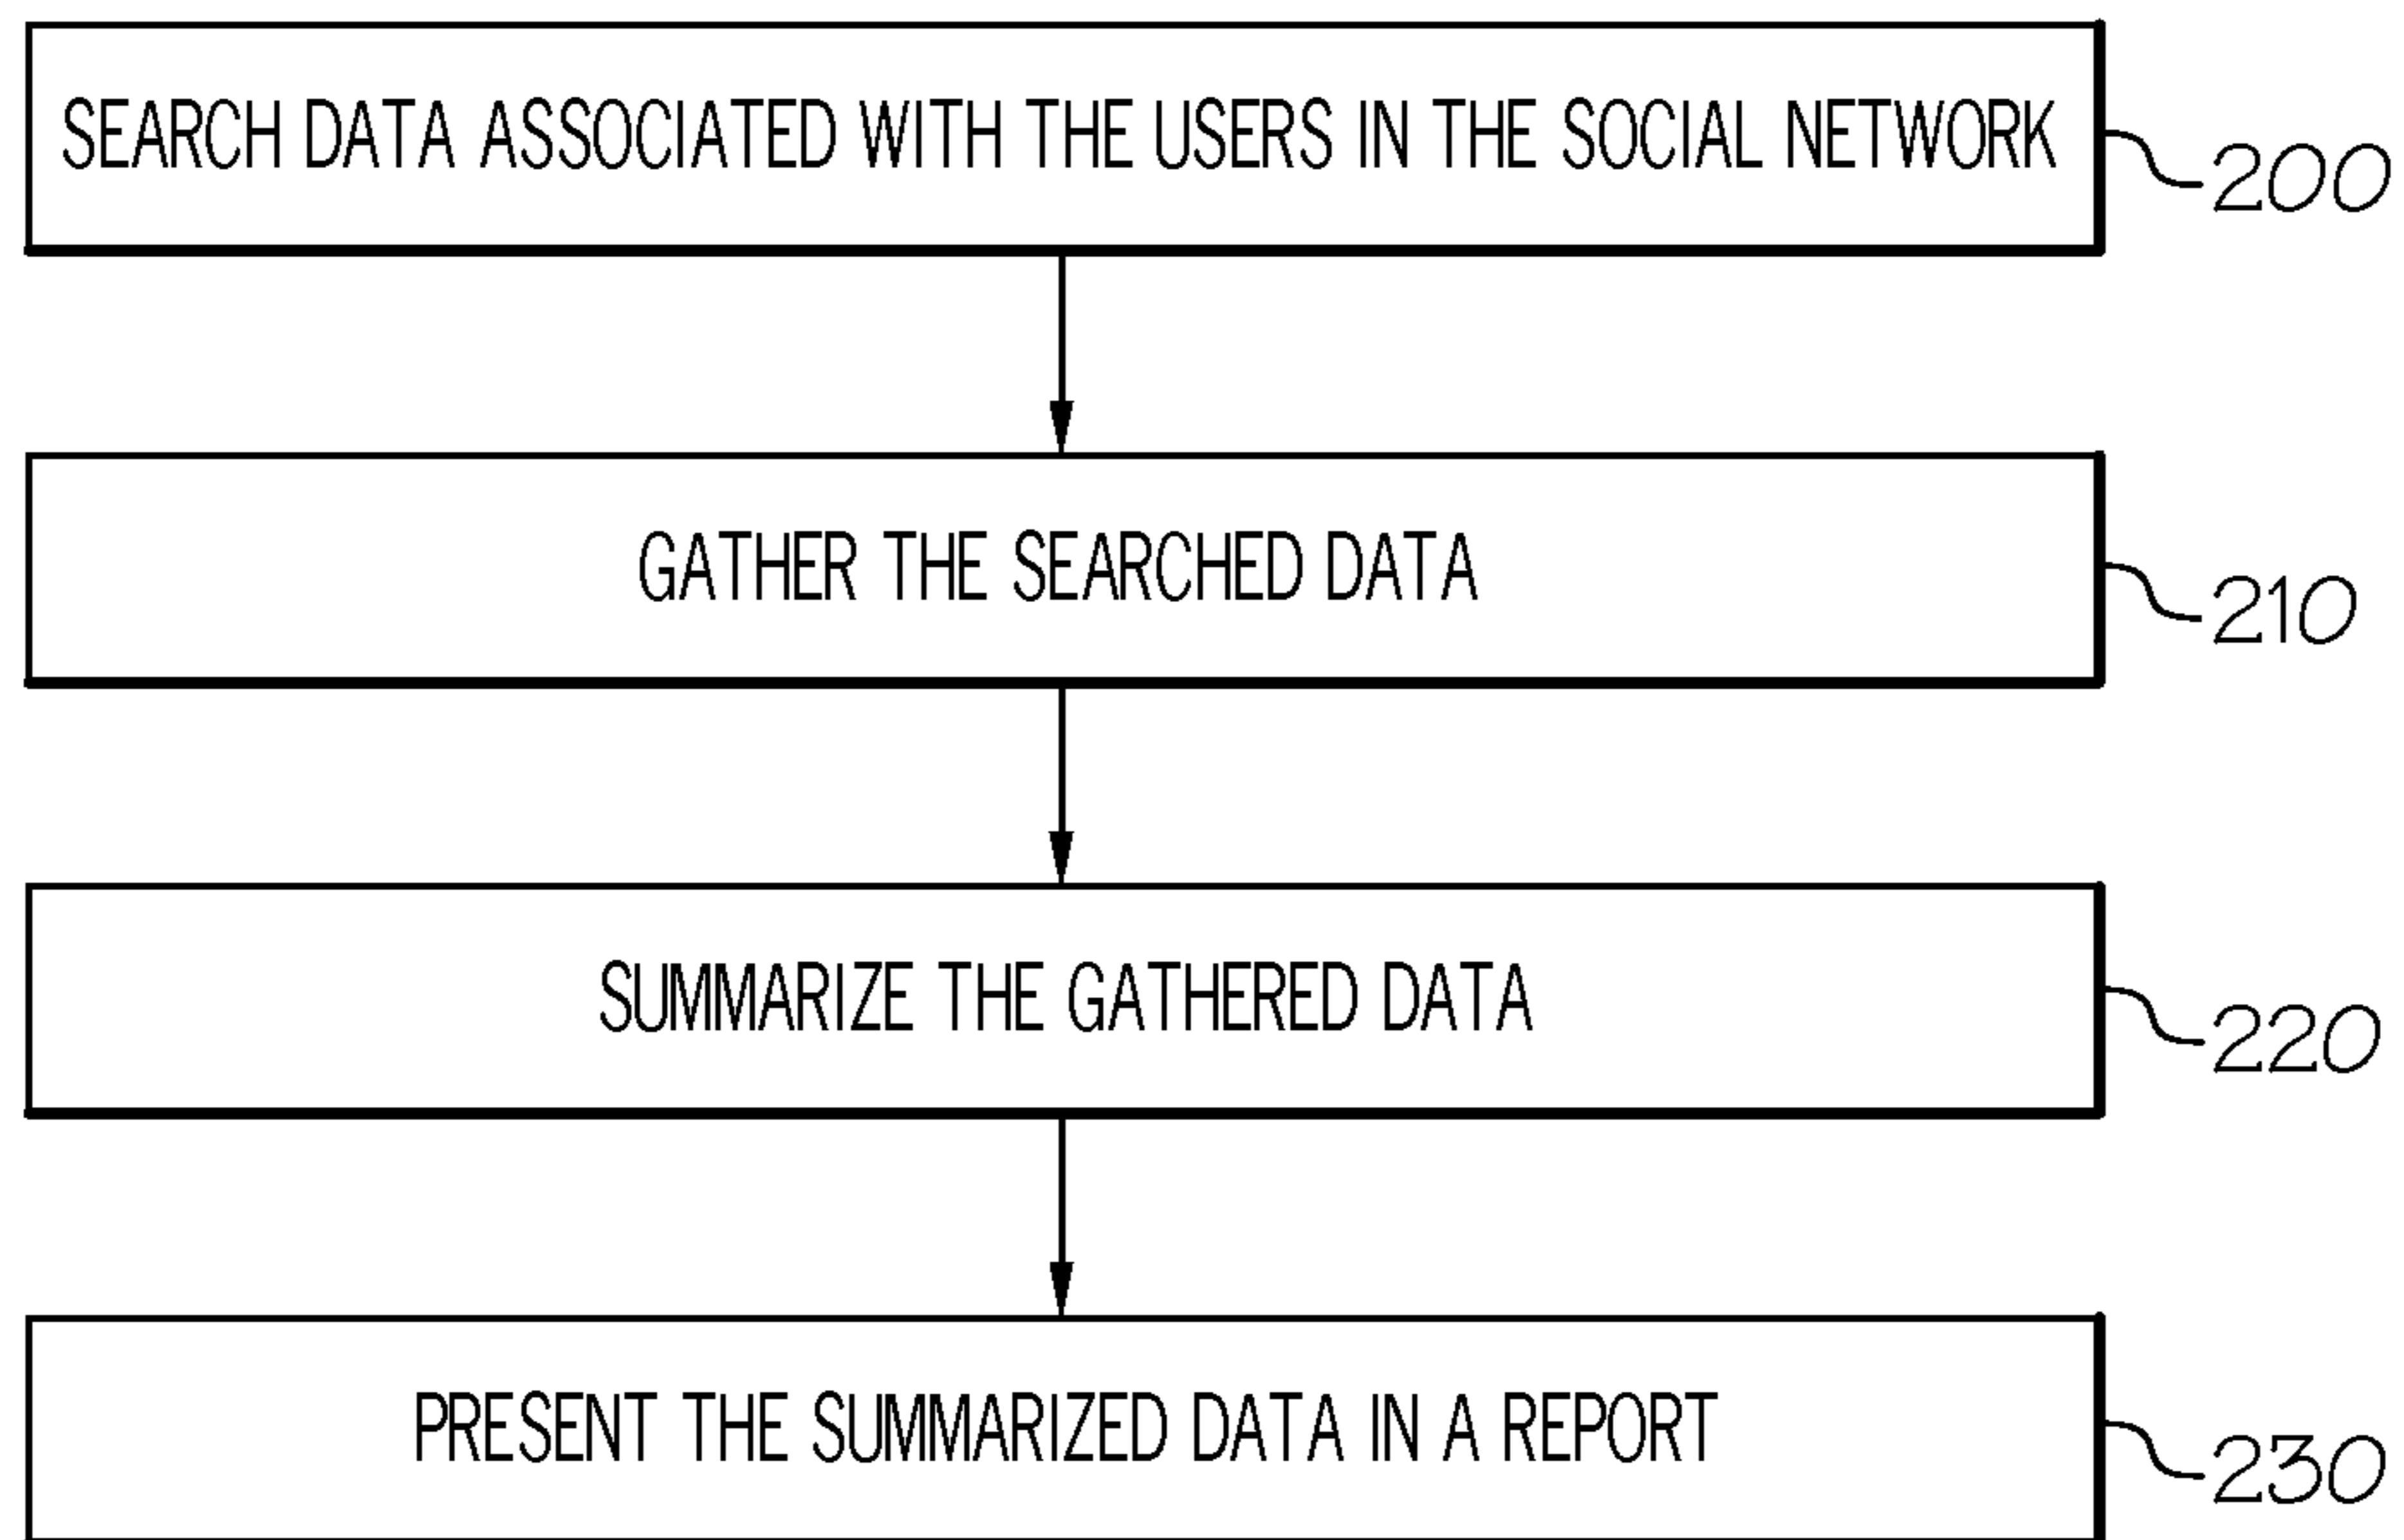 SEARCH DATA ASSOCIATED WITH THE USERS IN THE SOCIAL NETWORK
200
GATHER THE SEARCHED DATA
210
SUMMARIZE THE GATHERED DATA
220
PRESENT THE SUMMARIZED DATA IN A REPORT
230